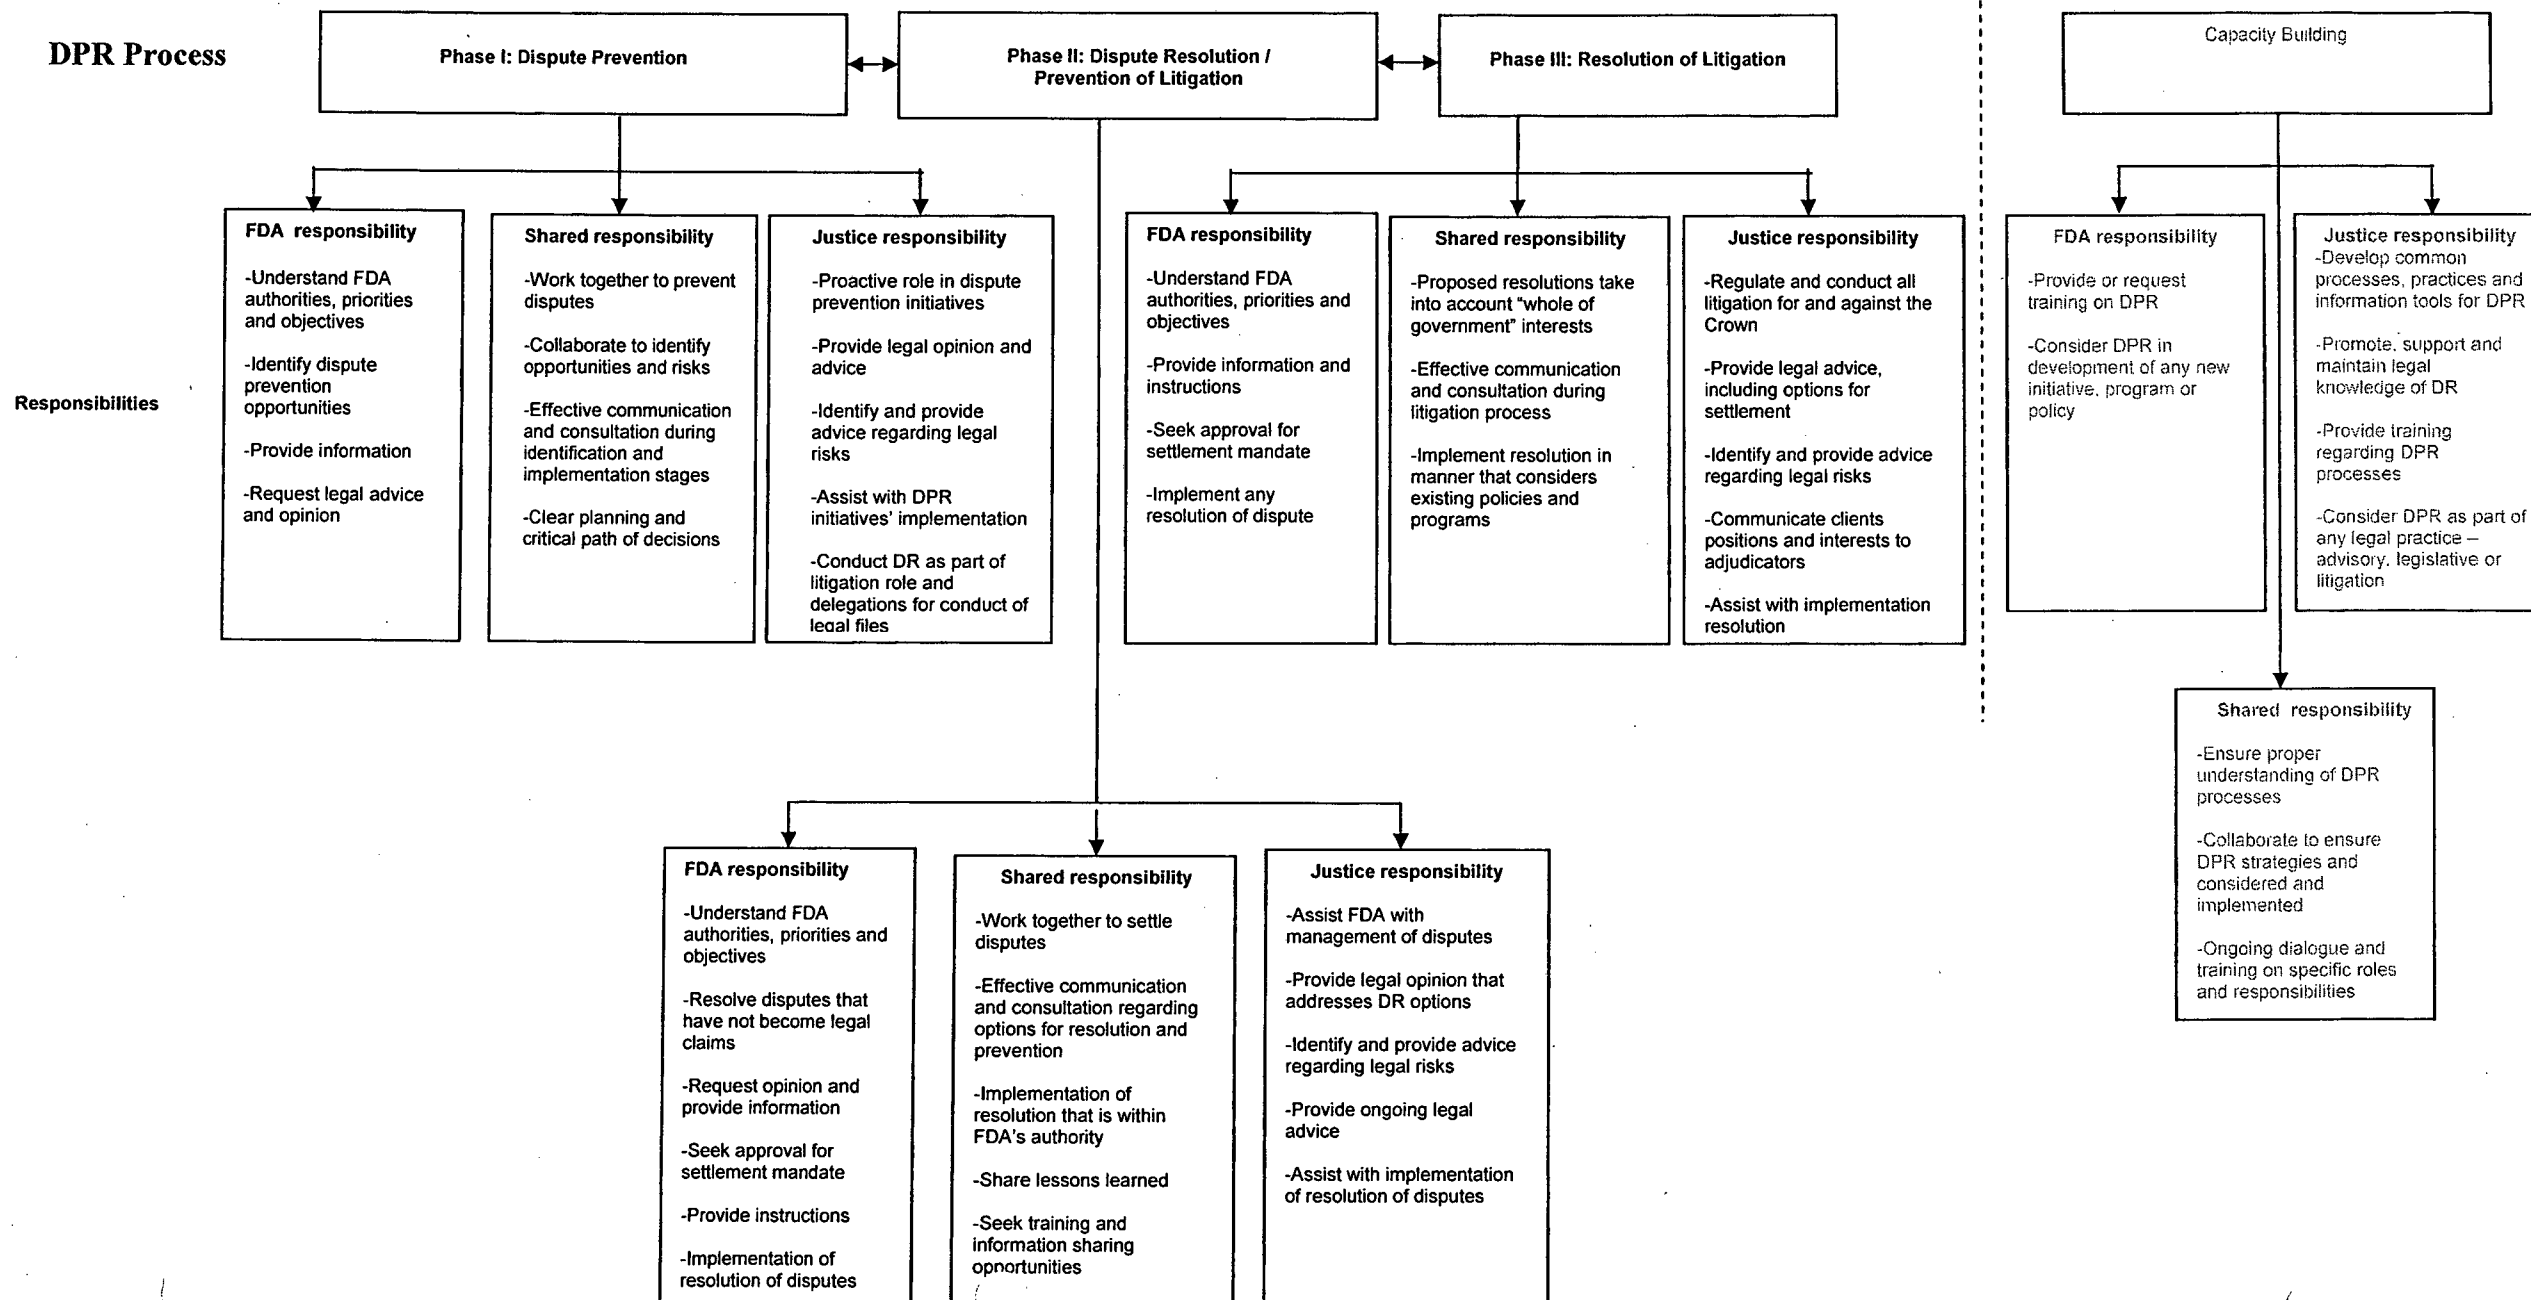 DPR Process
Phase I: Dispute Prevention
Phase II: Dispute Resolution /
Prevention of Litigation
Phase III: Resolution of Litigation
Capacity Building
Responsibilities
FDA responsibility
-Understand FDA
authorities, priorities
and objectives
-Identify dispute
prevention
opportunities
-Provide information
-Request legal advice
and opinion
Shared responsibility
-Work together to prevent
disputes
-Collaborate to identify
opportunities and risks
-Effective communication
and consultation during
identification and
implementation stages
-Clear planning and
critical path of decisions
Justice responsibility
-Proactive role in dispute
prevention initiatives
-Provide legal opinion and
advice
-Identify and provide
advice regarding legal
risks
-Assist with DPR
initiatives' implementation
-Conduct DR as part of
litigation role and
delegations for conduct of
legal files
FDA responsibility
-Understand FDA
authorities, priorities and
objectives
-Provide information and
instructions
-Seek approval for
settlement mandate
-Implement any
resolution of dispute
Shared responsibility
-Proposed resolutions take
into account "whole of
government" interests
-Effective communication
and consultation during
litigation process
-Implement resolution in
manner that considers
existing policies and
programs
Justice responsibility
-Regulate and conduct all
litigation for and against the
Crown
-Provide legal advice,
including options for
settlement
-Identify and provide advice
regarding legal risks
-Communicate clients
positions and interests to
adjudicators
-Assist with implementation
resolution
FDA responsibility
-Provide or request
training on DPR
-Consider DPR in
development of any new
initiative, program or
policy
Justice responsibility
-Develop common
processes, practices and
information tools for DPR
-Promote, support and
maintain legal
knowledge of DR
-Provide training
regarding DPR
processes
-Consider DPR as part of
any legal practice –
advisory, legislative or
litigation
Shared responsibility
-Ensure proper
understanding of DPR
processes
-Collaborate to ensure
DPR strategies and
considered and
implemented
-Ongoing dialogue and
training on specific roles
and responsibilities
FDA responsibility
-Understand FDA
authorities, priorities and
objectives
-Resolve disputes that
have not become legal
claims
-Request opinion and
provide information
-Seek approval for
settlement mandate
-Provide instructions
-Implementation of
resolution of disputes
Shared responsibility
-Work together to settle
disputes
-Effective communication
and consultation regarding
options for resolution and
prevention
-Implementation of
resolution that is within
FDA's authority
-Share lessons learned
-Seek training and
information sharing
opportunities
Justice responsibility
-Assist FDA with
management of disputes
-Provide legal opinion that
addresses DR options
-Identify and provide advice
regarding legal risks
-Provide ongoing legal
advice
-Assist with implementation
of resolution of disputes